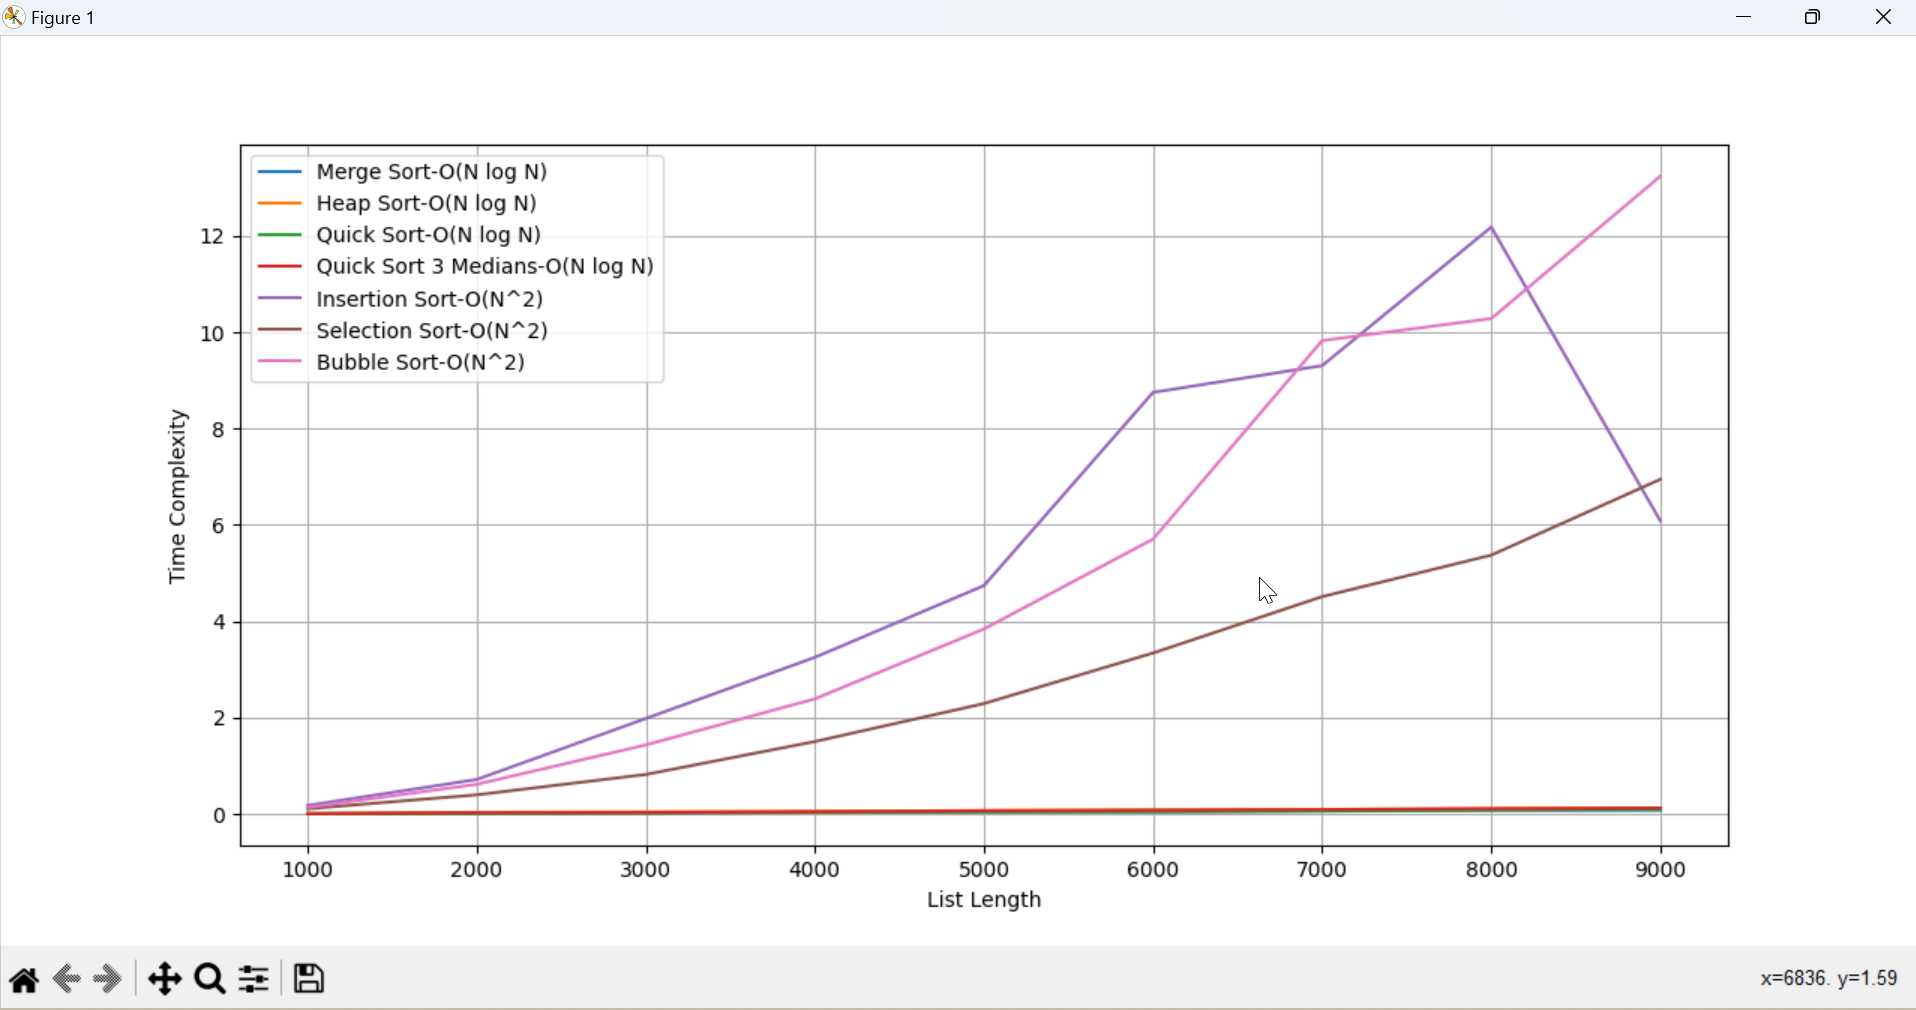 Figure 1
Merge Sort-O(N log N)
Heap Sort-O(N log N)
Quick Sort-O(N log N)
Quick Sort 3 Medians-O(N log N)
Insertion Sort-O(N^2)
Selection Sort-O(N^2)
Bubble Sort-O(N^2)
12
10
8
6
4
2
0
Time Complexity
1000 2000 3000 4000 5000 6000 7000 8000 9000
List Length
x=6836. y=1.59